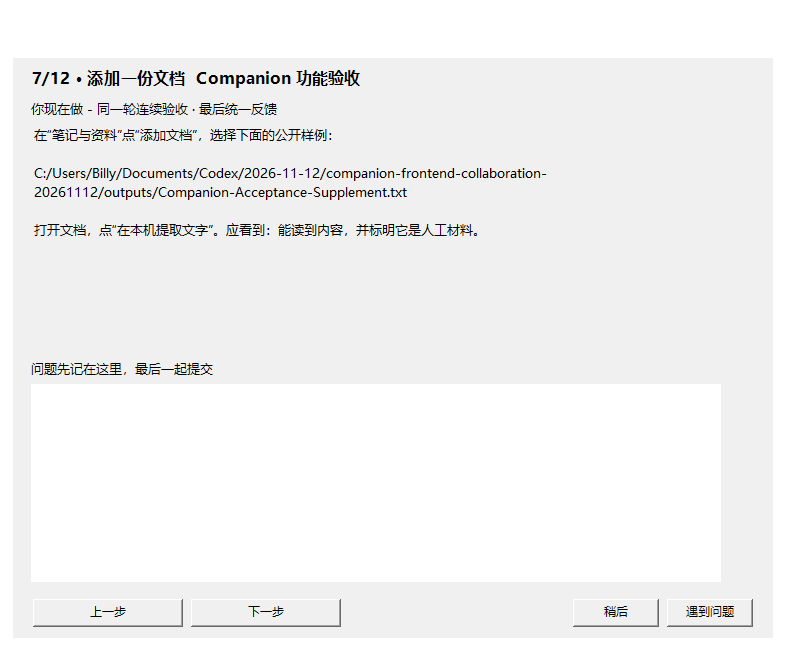 7/12 • 添加一份文档  Companion 功能验收
你现在做 - 同一轮连续验收 · 最后统一反馈
在“笔记与资料”点“添加文档”，选择下面的公开样例：
C:/Users/Billy/Documents/Codex/2026-11-12/companion-frontend-collaboration-
20261112/outputs/Companion-Acceptance-Supplement.txt
打开文档，点“在本机提取文字”。应看到：能读到内容，并标明它是人工材料。
问题先记在这里，最后一起提交
上一步 下一步 稍后 遇到问题